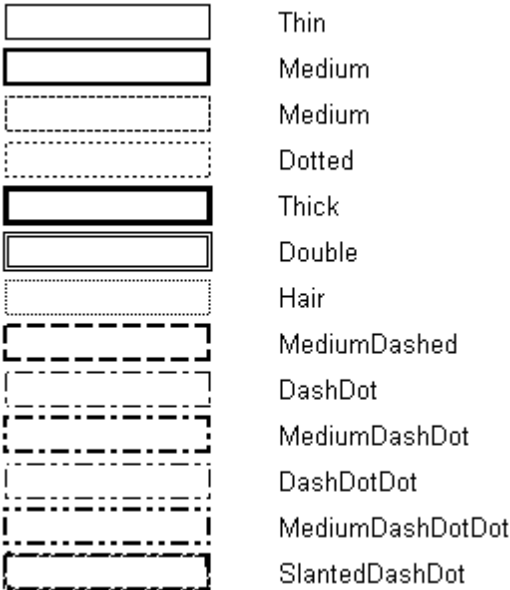 Thin
Medium
Medium
Dotted
Thick
Double
Hair
MediumDashed
DashDot
MediumDashDot
DashDotDot
MediumDashDotDot
SlantedDashDot